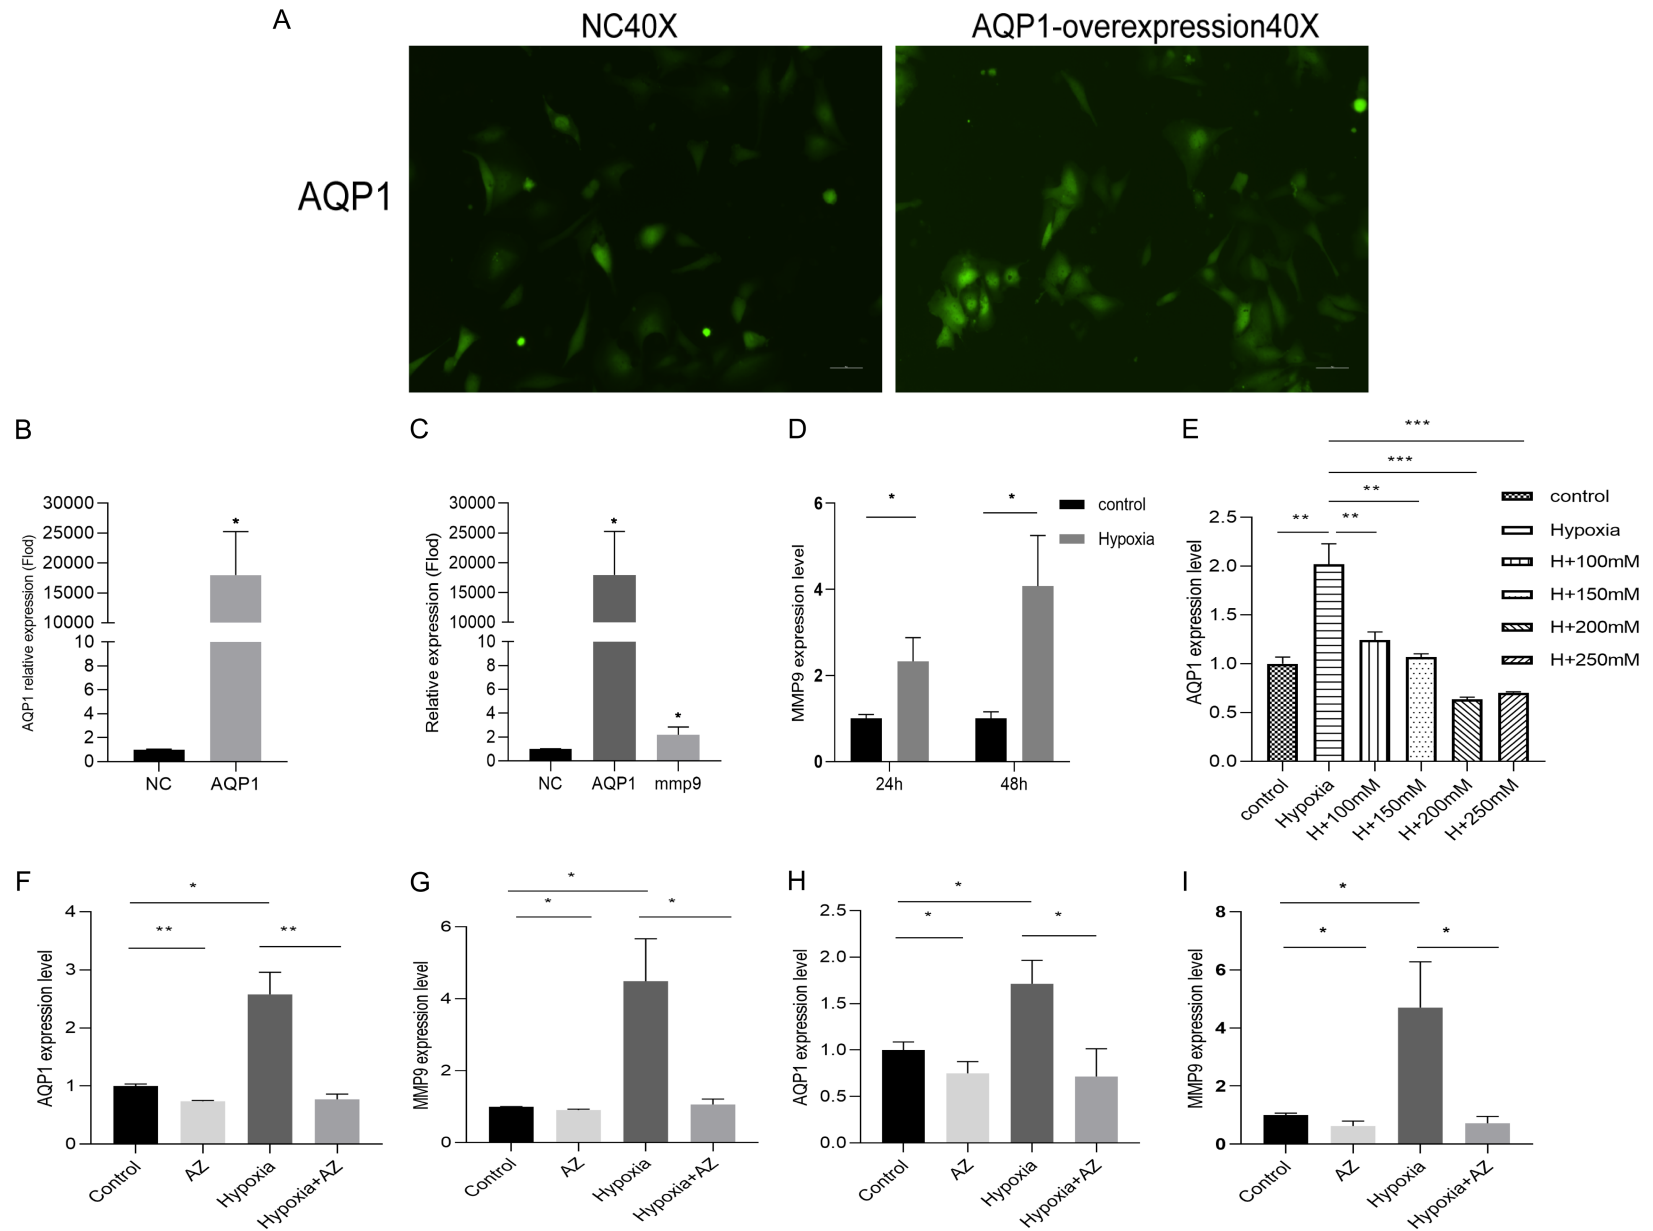 A
NC40X
AQP1-overexpression40X
AQP1
B
AQP1 relative expression (Flod)
30000
25000
20000
15000
10000
10
8
6
4
2
0
*
NC
AQP1
C
Relative expression (Flod)
30000
25000
20000
15000
10000
10
8
6
4
2
0
*
*
NC
AQP1
mmp9
D
MMP9 expression level
6
4
2
0
*
*
24h
48h
control
Hypoxia
E
AQP1 expression level
2.5
2.0
1.5
1.0
0.5
0.0
***
***
**
**
**
control
Hypoxia
H+100mM
H+150mM
H+200mM
H+250mM
control
Hypoxia
H+100mM
H+150mM
H+200mM
H+250mM
F
AQP1 expression level
4
3
2
1
0
*
**
**
Control
AZ
Hypoxia
Hypoxia+AZ
G
MMP9 expression level
6
4
2
0
*
*
*
Control
AZ
Hypoxia
Hypoxia+AZ
H
AQP1 expression level
2.5
2.0
1.5
1.0
0.5
0.0
*
*
*
Control
AZ
Hypoxia
Hypoxia+AZ
I
MMP9 expression level
8
6
4
2
0
*
*
*
Control
AZ
Hypoxia
Hypoxia+AZ